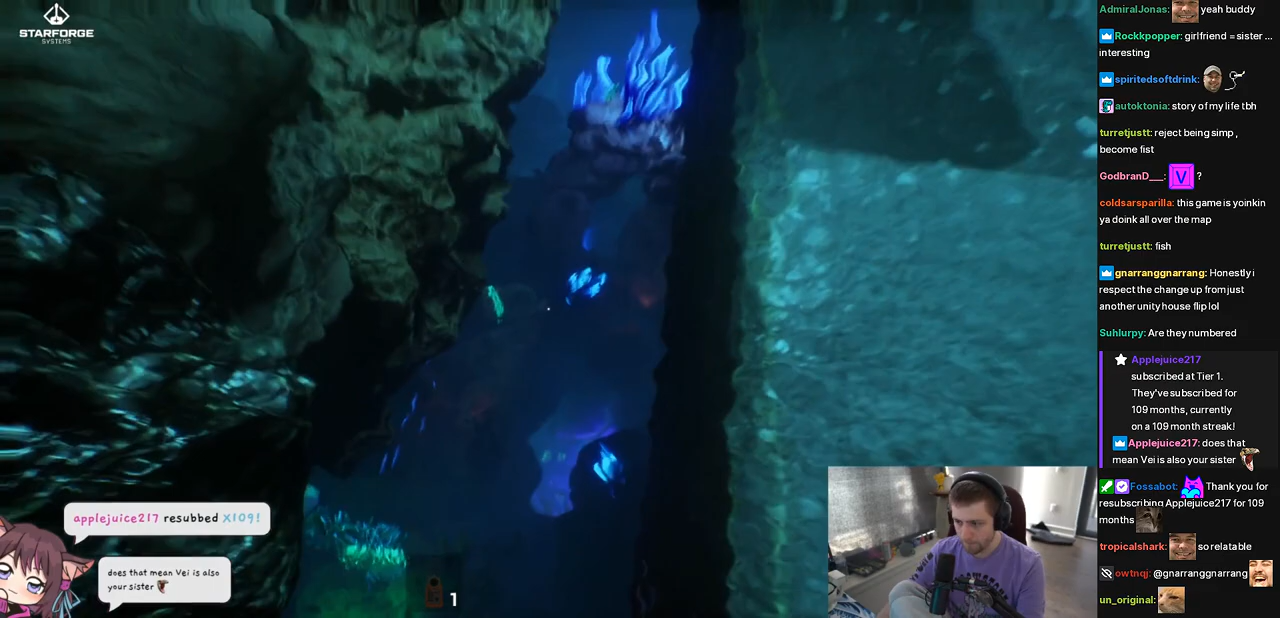 STARFORGE
SYSTEMS
applejuice217 resubbed X109!
does that mean Vei is also
your sister
1
AdmiralJonas: yeah buddy
Rockkpopper: girlfriend = sister ...
interesting
spiritedsoftdrink:
autoktonia: story of my life tbh
turretjustt: reject being simp ,
become fist
GodbranD___: V ?
coldsarsparilla: this game is yoinkin
ya doink all over the map
turretjustt: fish
gnarranggnarrang: Honestly i
respect the change up from just
another unity house flip lol
Suhlurpy: Are they numbered
Applejuice217
subscribed at Tier 1.
They've subscribed for
109 months, currently
on a 109 month streak!
Applejuice217: does that
mean Vei is also your sister
Fossabot: Thank you for
resubscribing Applejuice217 for 109
months
tropicalshark: so relatable
owtnqj: @gnarranggnarrang
un_original: